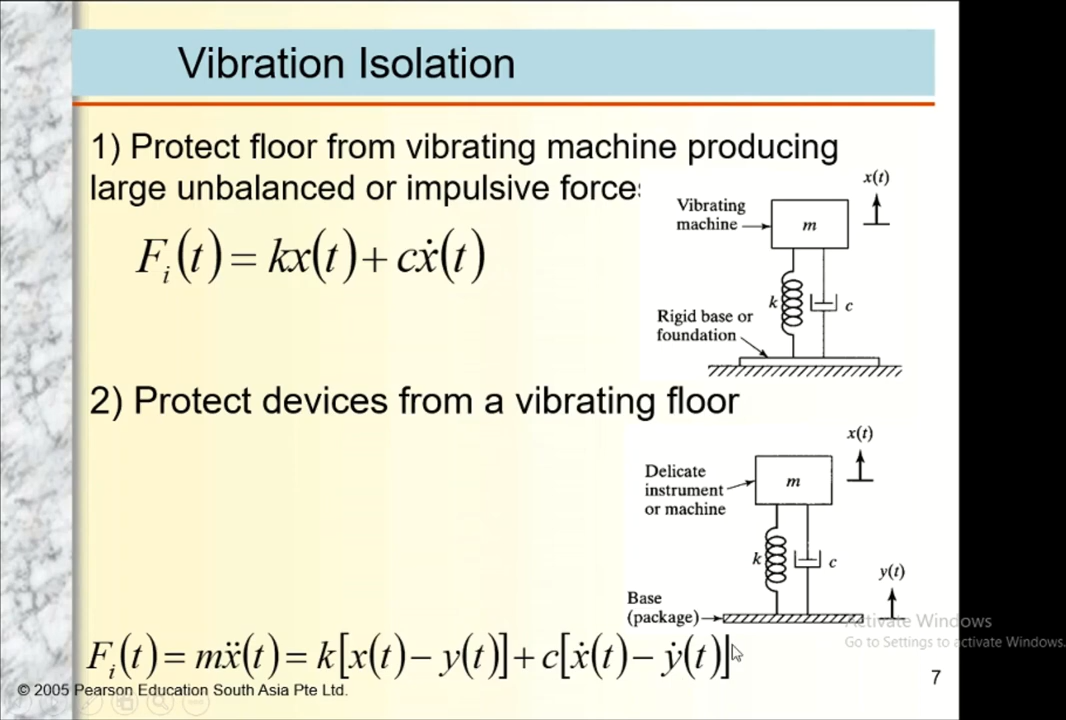 Vibration Isolation
1) Protect floor from vibrating machine producing
large unbalanced or impulsive forces
x(t)
Vibrating
machine
m
Fᵢ(t) = kx(t) + cẋ(t)
k
c
Rigid base or
foundation
2) Protect devices from a vibrating floor
x(t)
Delicate
instrument
or machine
m
k
c
y(t)
Base
(package)
Activate Windows
Go to Settings to activate Windows.
Fᵢ(t) = mẍ(t) = k[x(t) − y(t)] + c[ẋ(t) − ẏ(t)]
© 2005 Pearson Education South Asia Pte Ltd.
7